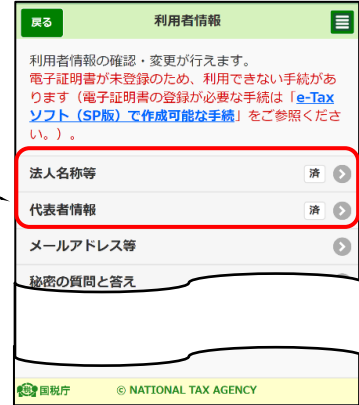 戻る
利用者情報
利用者情報の確認・変更が行えます。
電子証明書が未登録のため、利用できない手続があ
ります（電子証明書の登録が必要な手続は「e-Tax
ソフト（SP版）で作成可能な手続」をご参照くださ
い。）。
法人名称等 済
代表者情報 済
メールアドレス等
秘密の質問と答え
国税庁 © NATIONAL TAX AGENCY